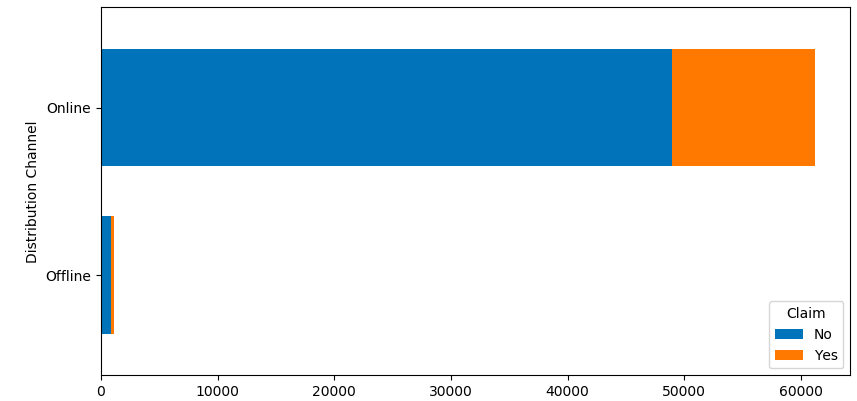 Distribution Channel
Online
Offline
0 10000 20000 30000 40000 50000 60000
Claim
No
Yes